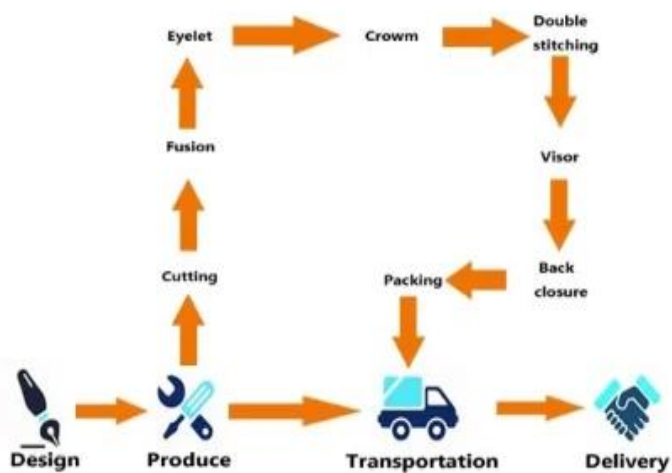 Eyelet
Crowm
Double
stitching
Fusion
Visor
Cutting
Packing
Back
closure
Design
Produce
Transportation
Delivery